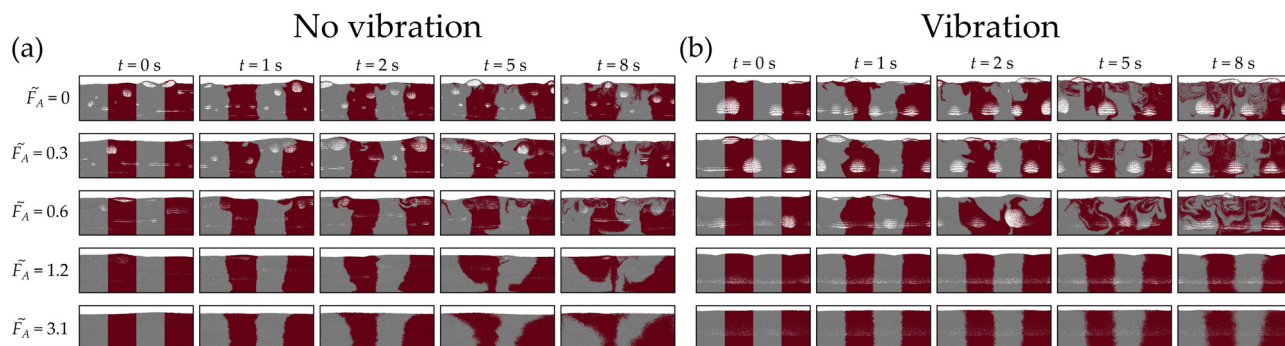 No vibration
Vibration
(a)
t = 0 s
t = 1 s
t = 2 s
t = 5 s
t = 8 s
(b)
t = 0 s
t = 1 s
t = 2 s
t = 5 s
t = 8 s
F̃_A = 0
F̃_A = 0.3
F̃_A = 0.6
F̃_A = 1.2
F̃_A = 3.1